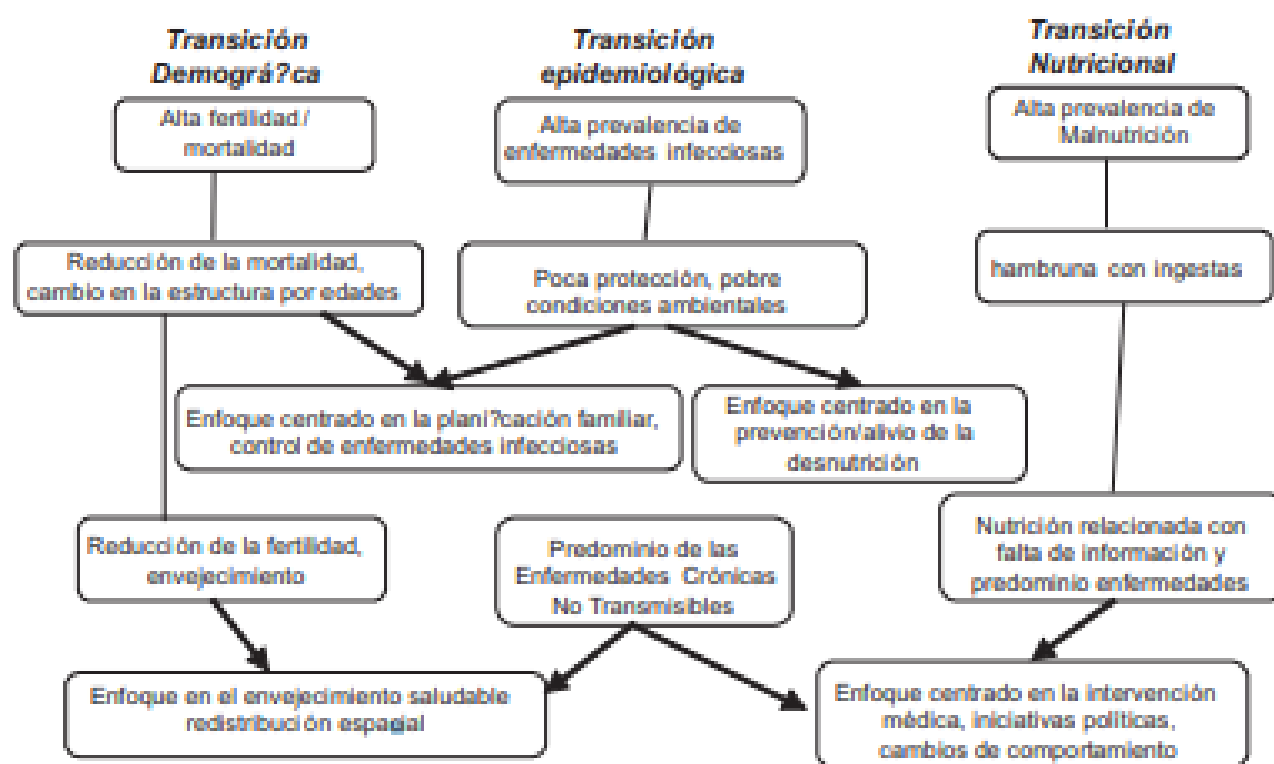 Transición
Demográ?ca
Transición
epidemiológica
Transición
Nutricional
Alta fertilidad/
mortalidad
Alta prevalencia de
enfermedades infecciosas
Alta prevalencia de
Malnutrición
Reducción de la mortalidad,
cambio en la estructura por edades
Poca protección, pobre
condiciones ambientales
hambruna con ingestas
Enfoque centrado en la plani?cación familiar,
control de enfermedades infecciosas
Enfoque centrado en la
prevención/alivio de la
desnutrición
Reducción de la fertilidad,
envejecimiento
Predominio de las
Enfermedades Crónicas
No Transmisibles
Nutrición relacionada con
falta de información y
predominio enfermedades
Enfoque en el envejecimiento saludable
redistribución espagial
Enfoque centrado en la intervención
médica, iniciativas políticas,
cambios de comportamiento